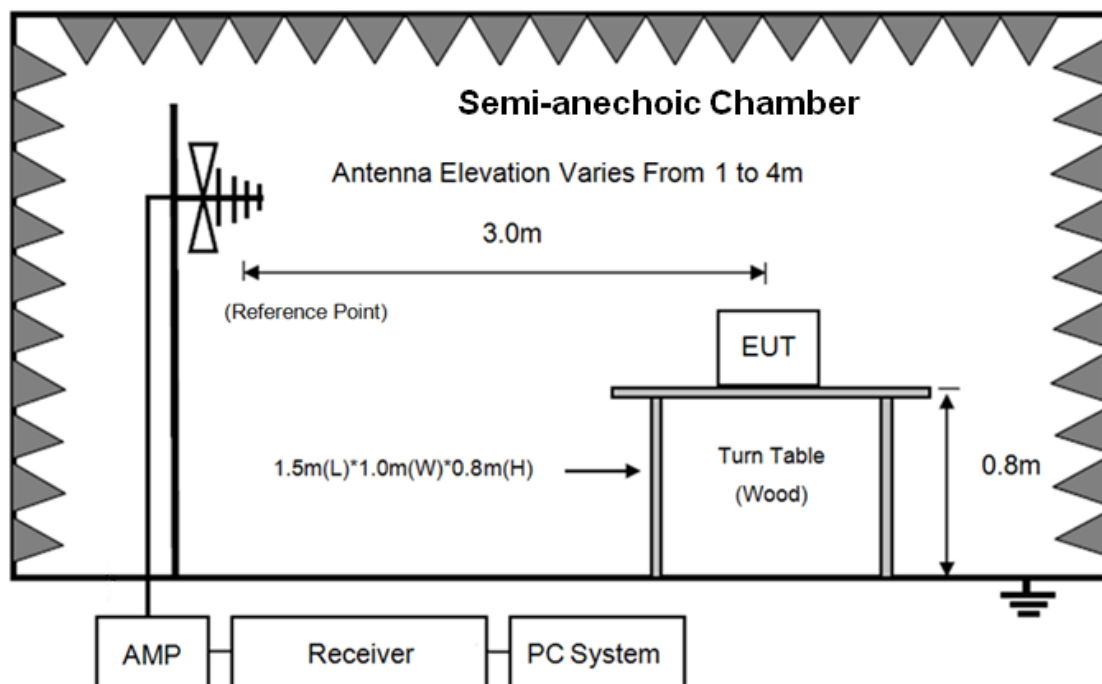 Semi-anechoic Chamber
Antenna Elevation Varies From 1 to 4m
3.0m
(Reference Point)
EUT
1.5m(L)*1.0m(W)*0.8m(H)
Turn Table
(Wood)
0.8m
AMP
Receiver
PC System